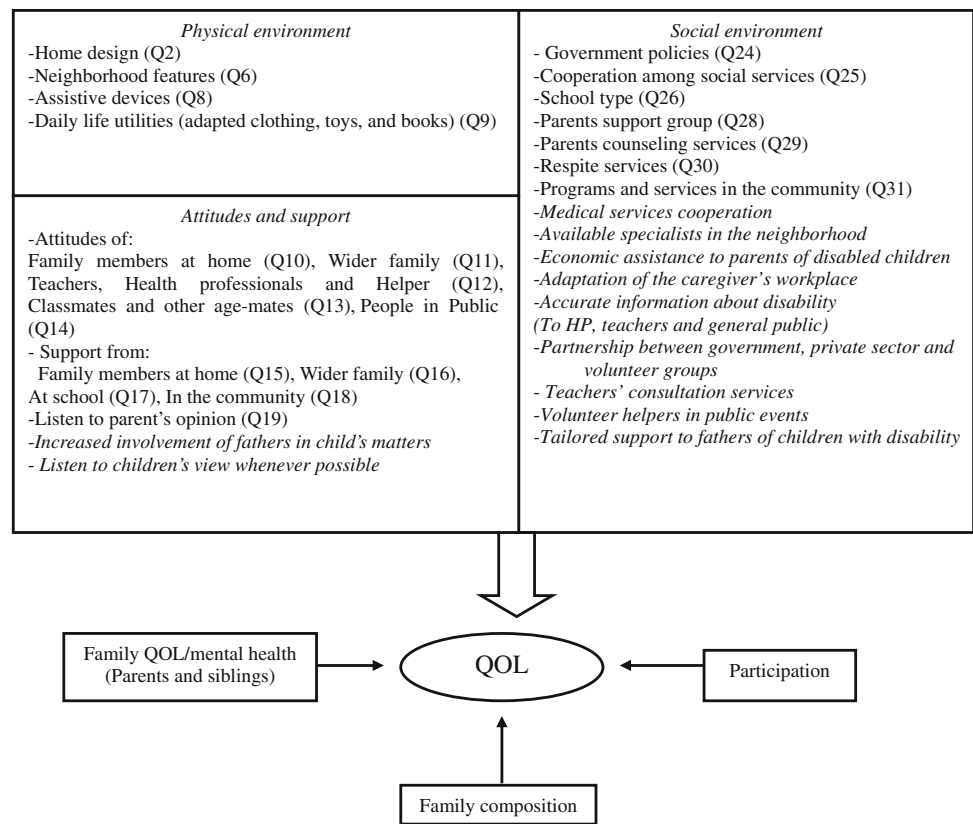 Physical environment
-Home design (Q2)
-Neighborhood features (Q6)
-Assistive devices (Q8)
-Daily life utilities (adapted clothing, toys, and books) (Q9)
Attitudes and support
-Attitudes of:
Family members at home (Q10), Wider family (Q11),
Teachers, Health professionals and Helper (Q12),
Classmates and other age-mates (Q13), People in Public
(Q14)
- Support from:
Family members at home (Q15), Wider family (Q16),
At school (Q17), In the community (Q18)
-Listen to parent's opinion (Q19)
-Increased involvement of fathers in child's matters
- Listen to children's view whenever possible
Social environment
- Government policies (Q24)
-Cooperation among social services (Q25)
-School type (Q26)
-Parents support group (Q28)
-Parents counseling services (Q29)
-Respite services (Q30)
-Programs and services in the community (Q31)
-Medical services cooperation
-Available specialists in the neighborhood
-Economic assistance to parents of disabled children
-Adaptation of the caregiver's workplace
-Accurate information about disability
(To HP, teachers and general public)
-Partnership between government, private sector and
volunteer groups
- Teachers' consultation services
-Volunteer helpers in public events
-Tailored support to fathers of children with disability
Family QOL/mental health
(Parents and siblings)
QOL
Participation
Family composition